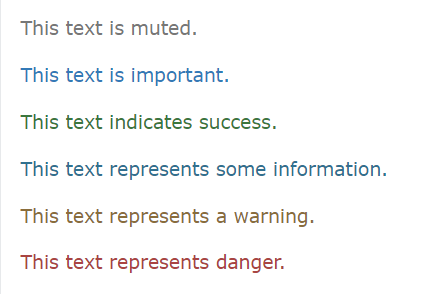 This text is muted.
This text is important.
This text indicates success.
This text represents some information.
This text represents a warning.
This text represents danger.